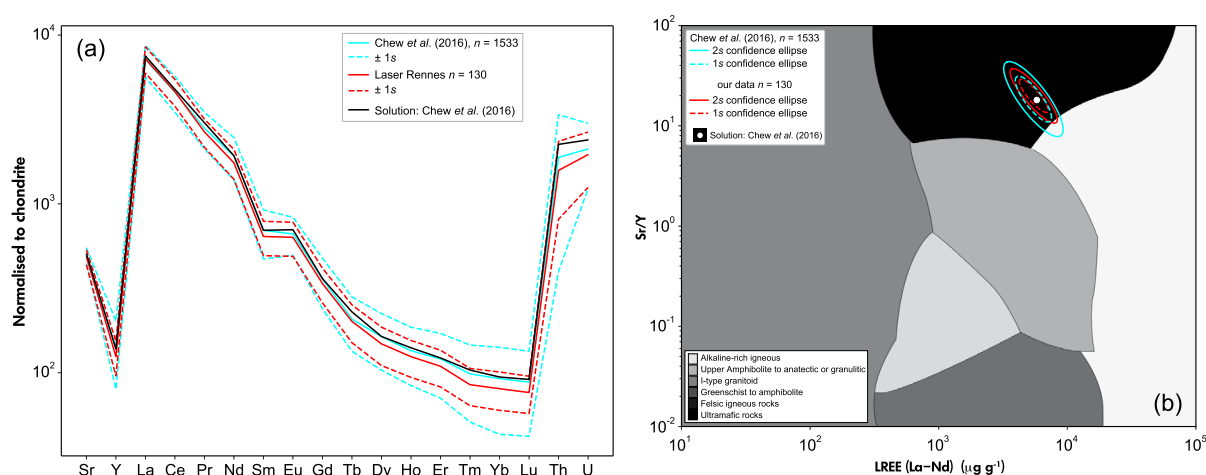 (a)
10⁴
10³
10²
Normalised to chondrite
Chew et al. (2016), n = 1533
± 1s
Laser Rennes n = 130
± 1s
Solution: Chew et al. (2016)
Sr Y La Ce Pr Nd Sm Eu Gd Tb Dy Ho Er Tm Yb Lu Th U
10³
10²
10¹
10⁰
10⁻¹
10⁻²
Sr/Y
Chew et al. (2016), n = 1533
2s confidence ellipse
1s confidence ellipse
our data n = 130
2s confidence ellipse
1s confidence ellipse
Solution: Chew et al. (2016)
Alkaline-rich igneous
Upper Amphibolite to anatectic or granulitic
I-type granitoid
Greenschist to amphibolite
Felsic igneous rocks
Ultramafic rocks
(b)
10¹ 10² 10³ 10⁴ 10⁵
LREE (La−Nd) (µg g⁻¹)